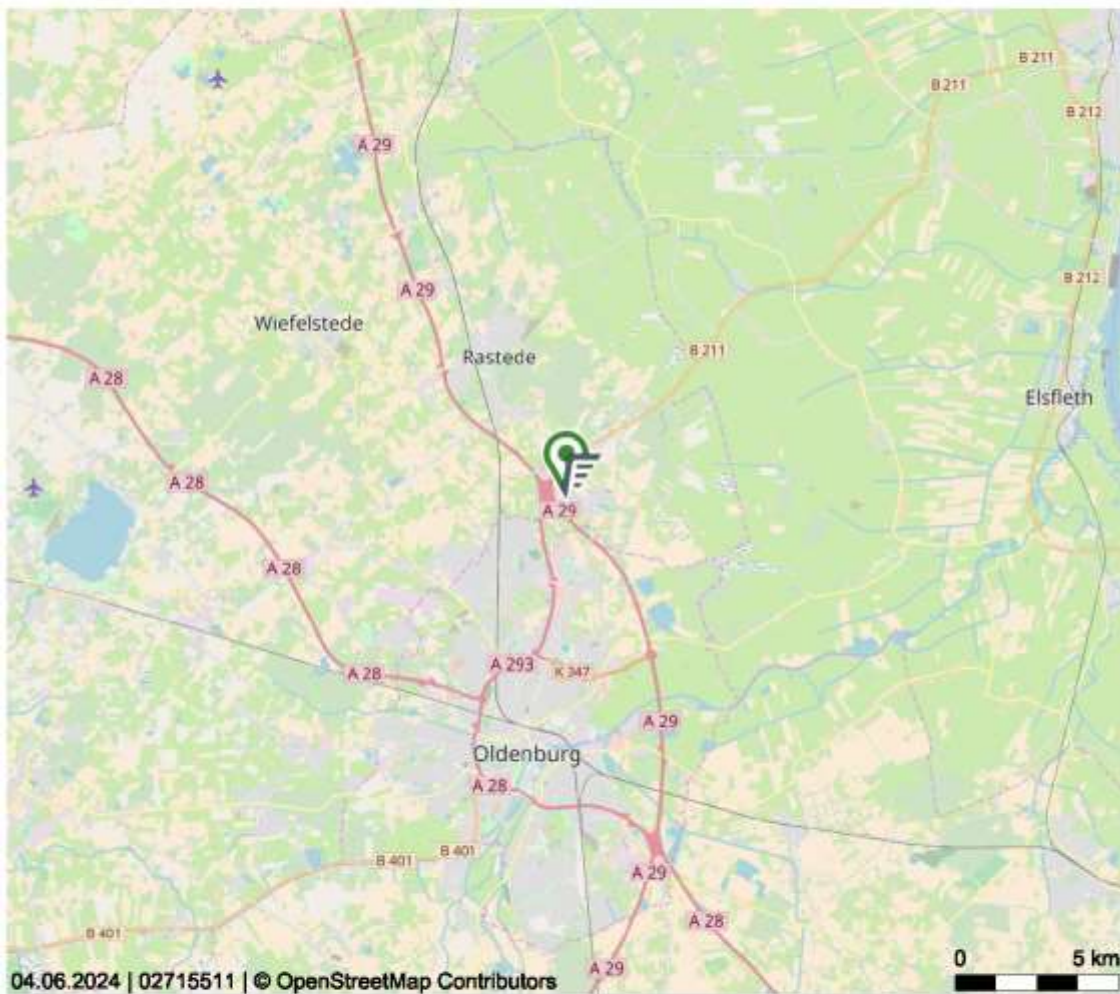 B 211
B 211
B 211
B 212
A 29
A 29
B 212
Wiefelstede
Rastede
B 211
A 28
Elsfleth
A 28
A 29
A 28
A 293
A 28
K 347
A 29
Oldenburg
A 28
B 401
B 401
A 29
A 28
B 401
A 29
0 5 km
04.06.2024 | 02715511 | © OpenStreetMap Contributors